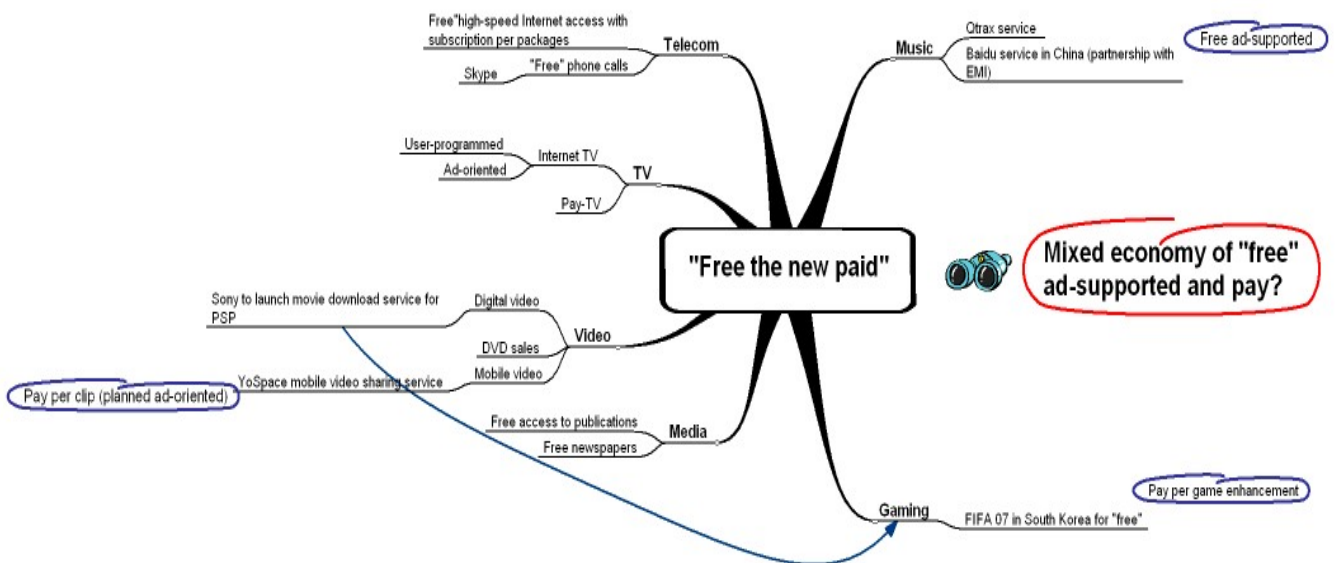 Free"high-speed Internet access with
subscription per packages
Telecom
"Free" phone calls
Skype
Music
Qtrax service
Baidu service in China (partnership with
EMI)
Free ad-supported
User-programmed
Internet TV
Ad-oriented
TV
Pay-TV
"Free the new paid"
Mixed economy of "free"
ad-supported and pay?
Sony to launch movie download service for
PSP
Digital video
DVD sales
Video
Mobile video
YoSpace mobile video sharing service
Pay per clip (planned ad-oriented)
Free access to publications
Media
Free newspapers
Gaming
FIFA 07 in South Korea for "free"
Pay per game enhancement